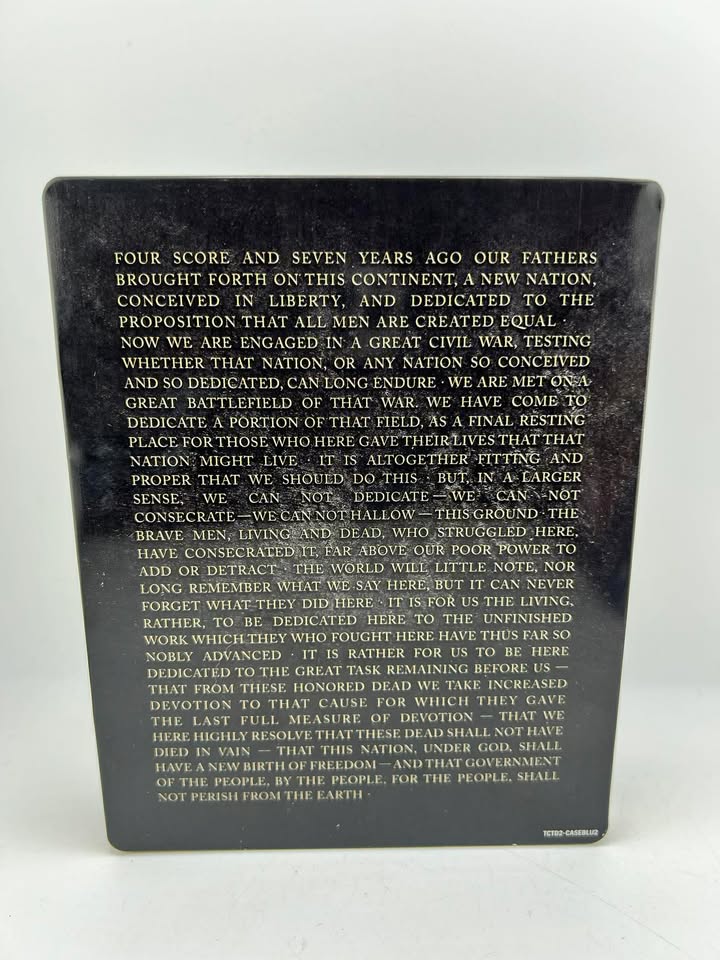 FOUR SCORE AND SEVEN YEARS AGO OUR FATHERS
BROUGHT FORTH ON THIS CONTINENT, A NEW NATION,
CONCEIVED IN LIBERTY, AND DEDICATED TO THE
PROPOSITION THAT ALL MEN ARE CREATED EQUAL ·
NOW WE ARE ENGAGED IN A GREAT CIVIL WAR, TESTING
WHETHER THAT NATION, OR ANY NATION SO CONCEIVED
AND SO DEDICATED, CAN LONG ENDURE · WE ARE MET ON A
GREAT BATTLEFIELD OF THAT WAR. WE HAVE COME TO
DEDICATE A PORTION OF THAT FIELD, AS A FINAL RESTING
PLACE FOR THOSE WHO HERE GAVE THEIR LIVES THAT THAT
NATION MIGHT LIVE · IT IS ALTOGETHER FITTING AND
PROPER THAT WE SHOULD DO THIS · BUT, IN A LARGER
SENSE, WE CAN NOT DEDICATE — WE CAN NOT
CONSECRATE — WE CAN NOT HALLOW — THIS GROUND · THE
BRAVE MEN, LIVING AND DEAD, WHO STRUGGLED HERE,
HAVE CONSECRATED IT, FAR ABOVE OUR POOR POWER TO
ADD OR DETRACT · THE WORLD WILL LITTLE NOTE, NOR
LONG REMEMBER WHAT WE SAY HERE, BUT IT CAN NEVER
FORGET WHAT THEY DID HERE · IT IS FOR US THE LIVING,
RATHER, TO BE DEDICATED HERE TO THE UNFINISHED
WORK WHICH THEY WHO FOUGHT HERE HAVE THUS FAR SO
NOBLY ADVANCED · IT IS RATHER FOR US TO BE HERE
DEDICATED TO THE GREAT TASK REMAINING BEFORE US —
THAT FROM THESE HONORED DEAD WE TAKE INCREASED
DEVOTION TO THAT CAUSE FOR WHICH THEY GAVE
THE LAST FULL MEASURE OF DEVOTION — THAT WE
HERE HIGHLY RESOLVE THAT THESE DEAD SHALL NOT HAVE
DIED IN VAIN — THAT THIS NATION, UNDER GOD, SHALL
HAVE A NEW BIRTH OF FREEDOM — AND THAT GOVERNMENT
OF THE PEOPLE, BY THE PEOPLE, FOR THE PEOPLE, SHALL
NOT PERISH FROM THE EARTH ·
TCTD2-CASEBLU2